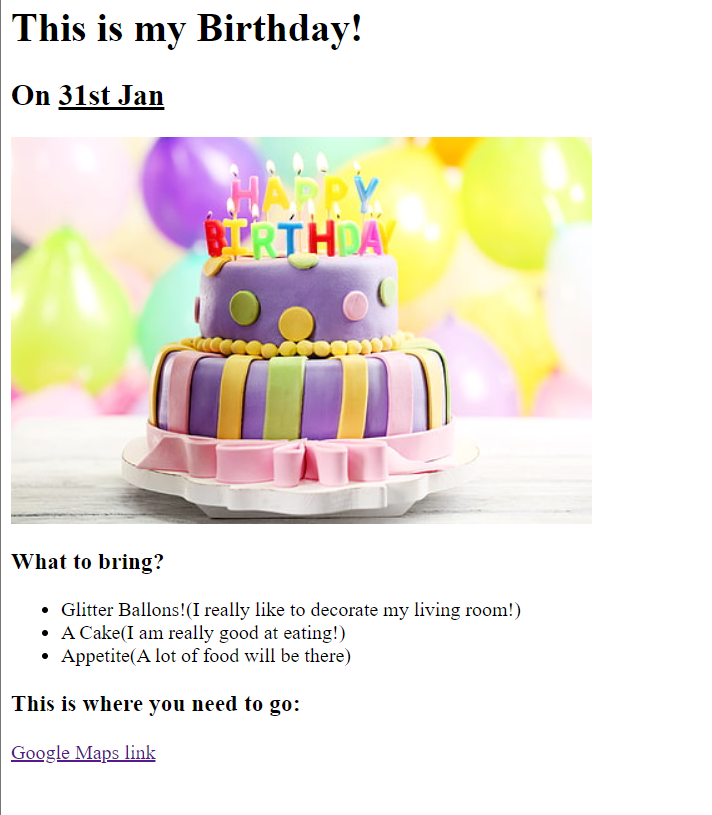 This is my Birthday!
On 31st Jan
HAPPY
BIRTHDAY
What to bring?
Glitter Ballons!(I really like to decorate my living room!)
A Cake(I am really good at eating!)
Appetite(A lot of food will be there)
This is where you need to go:
Google Maps link